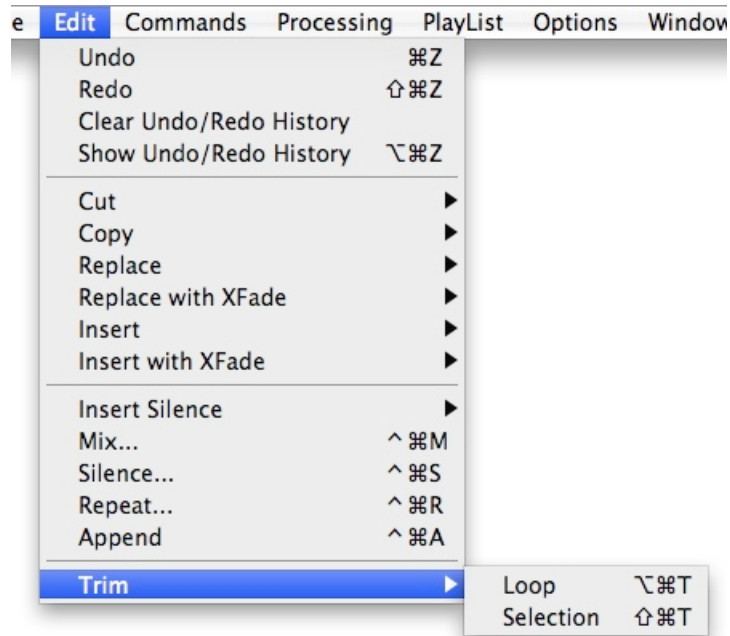 e Edit Commands Processing PlayList Options Window
Undo ⌘Z
Redo ⇧⌘Z
Clear Undo/Redo History
Show Undo/Redo History ⌥⌘Z
Cut ▶
Copy ▶
Replace ▶
Replace with XFade ▶
Insert ▶
Insert with XFade ▶
Insert Silence ▶
Mix... ^⌘M
Silence... ^⌘S
Repeat... ^⌘R
Append ^⌘A
Trim ▶
Loop ⌥⌘T
Selection ⇧⌘T